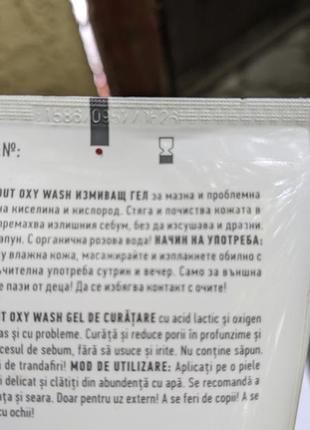 №:
OUT OXY WASH ИЗМИВАЩ ГЕЛ за мазна и проблемна
на киселина и кислород. Стяга и почиства кожата в
премахва излишния себум, без да изсушава и дразни.
апун. С органична розова вода! НАЧИН НА УПОТРЕБА:
у влажна кожа, масажирайте и изплакнете обилно с
ъчителна употреба сутрин и вечер. Само за външна
е пази от деца! Да се избягва контакт с очите!
UT OXY WASH GEL DE CURĂȚARE cu acid lactic și oxigen
as și cu probleme. Curăță și reduce porii în profunzime și
cesul de sebum, fără să usuce și irite. Nu conține săpun.
i de trandafiri! MOD DE UTILIZARE: Aplicați pe o piele
i delicat și clătiți din abundență cu apă. Se recomandă a
ața și seara. Doar pentru uz extern! A se feri de copii! A se
cu ochii!